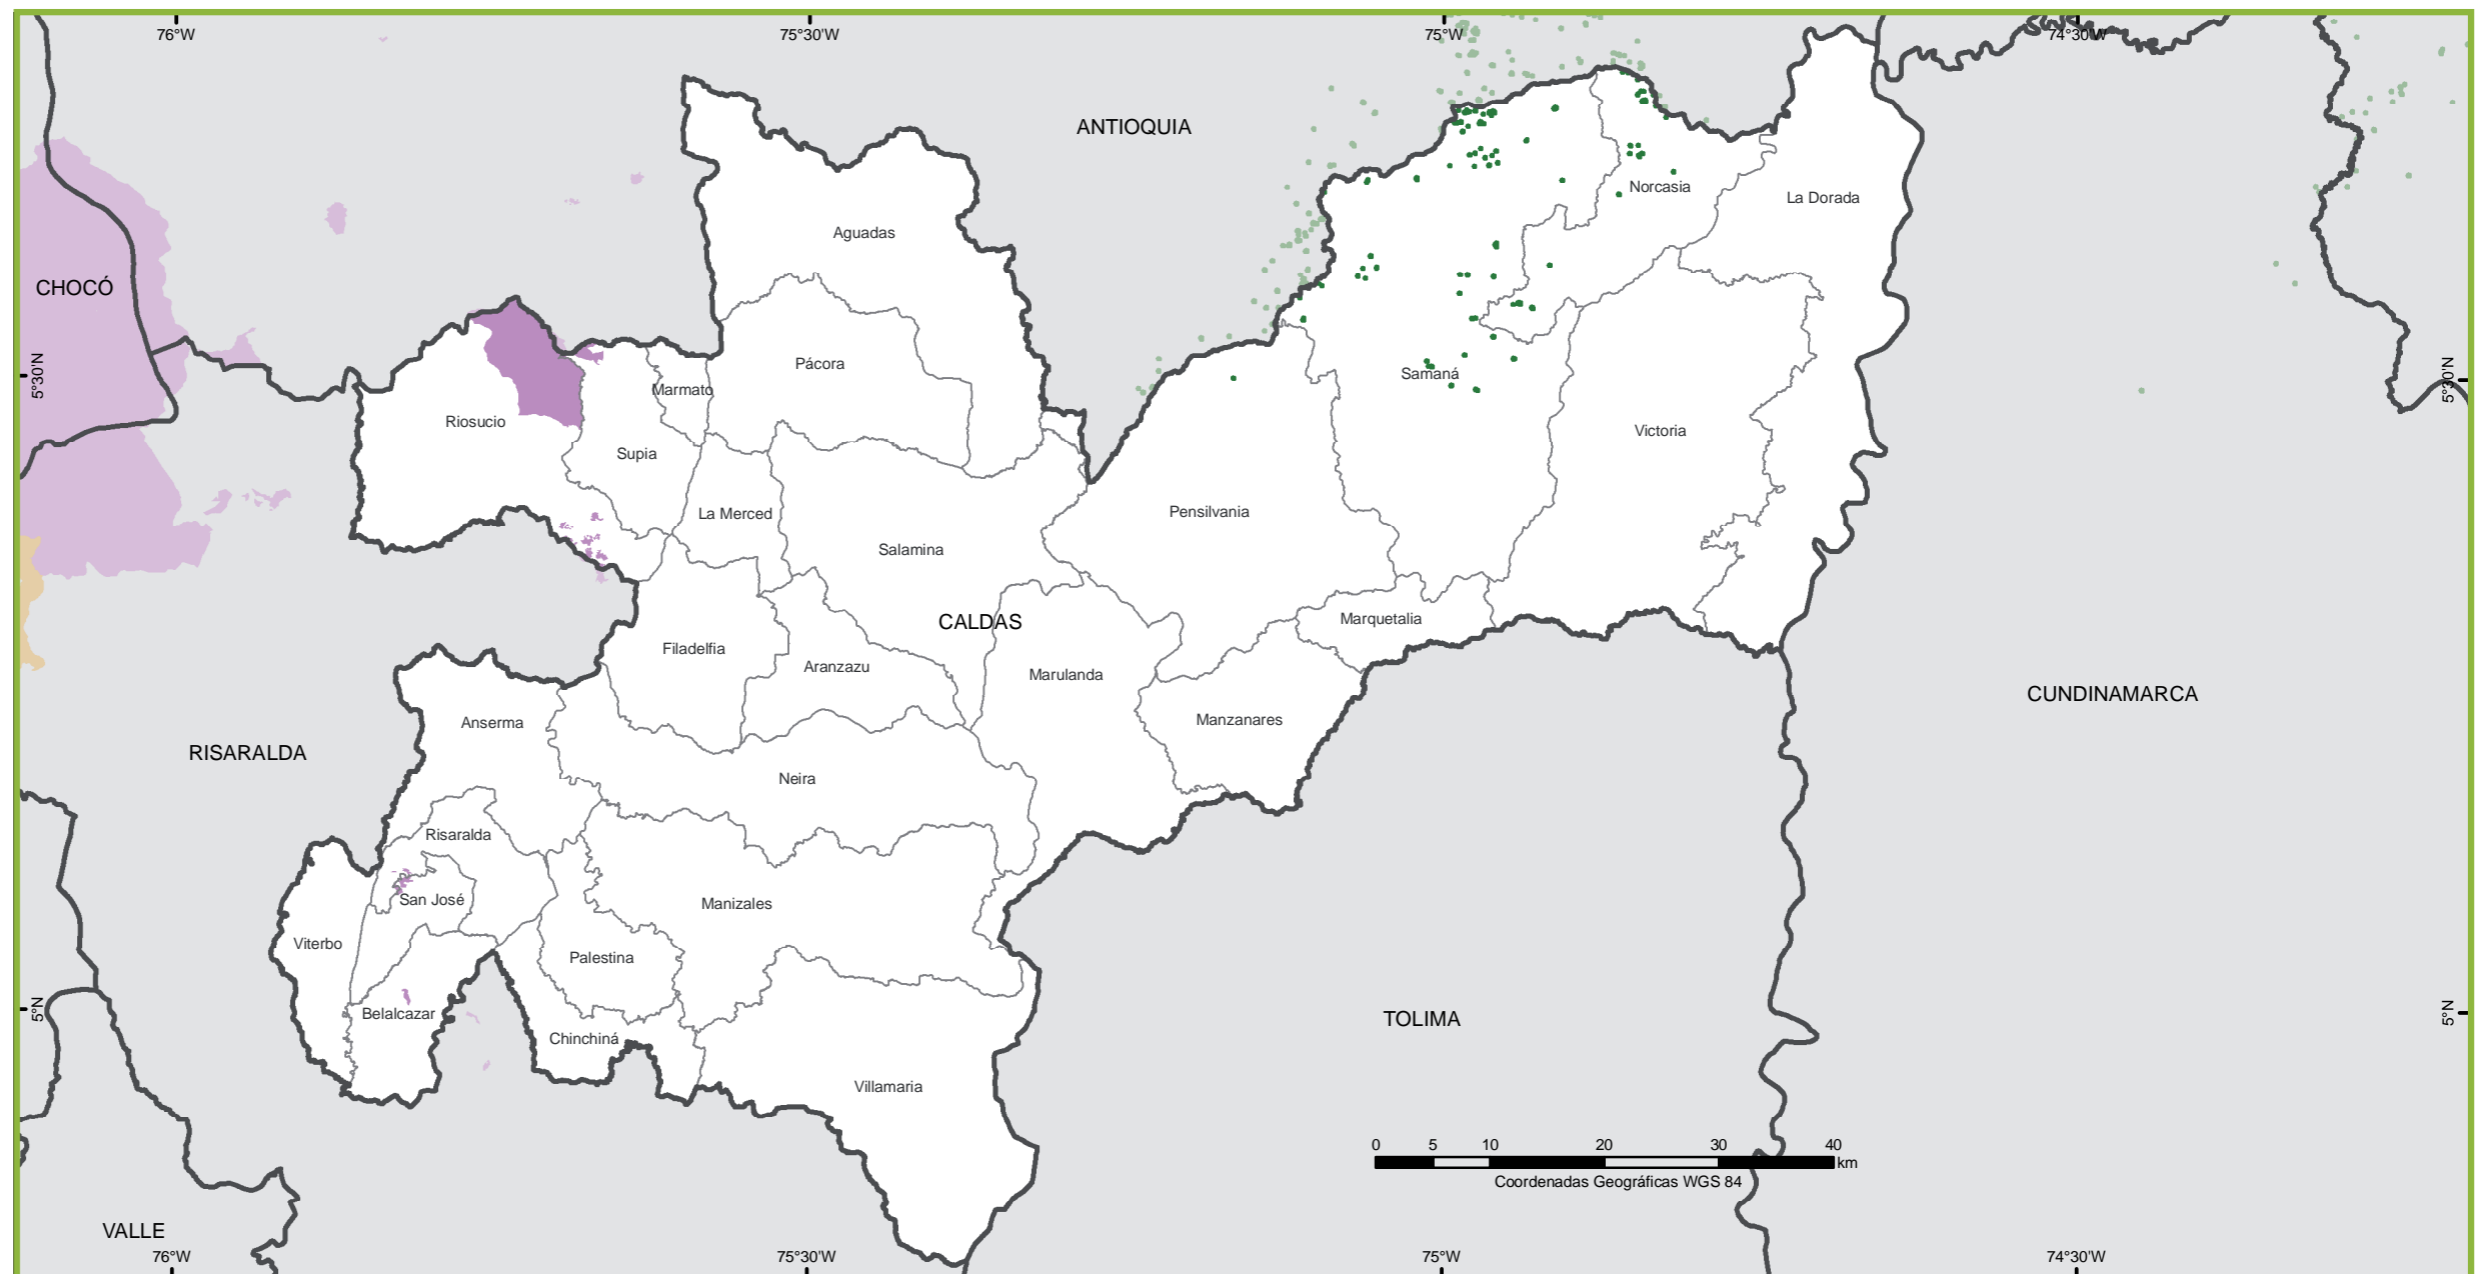 76°W
75°30'W
75°W
74°30'W
ANTIOQUIA
Norcasia
La Dorada
Aguadas
CHOCÓ
5°30'N
Pácora
Samaná
5°30'N
Marmato
Riosucio
Victoria
Supia
La Merced
Pensilvania
Salamina
CALDAS
Marquetalia
Filadelfia
Aranzazu
Marulanda
CUNDINAMARCA
Anserma
Manzanares
RISARALDA
Neira
Risaralda
San José
Manizales
Viterbo
Palestina
5°N
Belalcazar
5°N
TOLIMA
Chinchiná
Villamaria
0 5 10 20 30 40
km
Coordenadas Geográficas WGS 84
VALLE
76°W
75°30'W
75°W
74°30'W